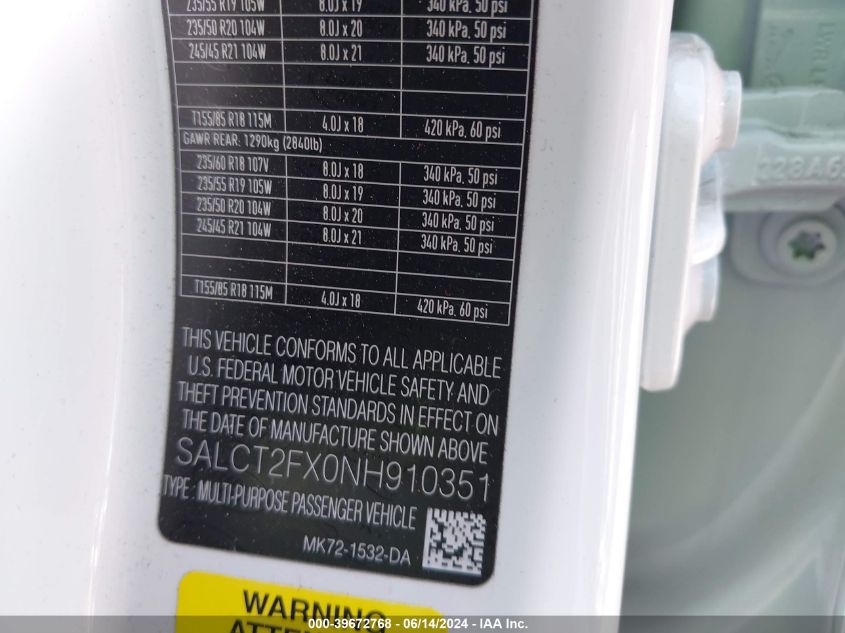 235/55 R19 105W 8.0J x 19 340 kPa, 50 psi
235/50 R20 104W 8.0J x 20 340 kPa, 50 psi
245/45 R21 104W 8.0J x 21 340 kPa, 50 psi
T155/85 R18 115M 4.0J x 18 420 kPa, 60 psi
GAWR REAR: 1290kg (2840lb)
235/60 R18 107V 8.0J x 18 340 kPa, 50 psi
235/55 R19 105W 8.0J x 19 340 kPa, 50 psi
235/50 R20 104W 8.0J x 20 340 kPa, 50 psi
245/45 R21 104W 8.0J x 21 340 kPa, 50 psi
T155/85 R18 115M 4.0J x 18 420 kPa, 60 psi
THIS VEHICLE CONFORMS TO ALL APPLICABLE
U.S. FEDERAL MOTOR VEHICLE SAFETY AND
THEFT PREVENTION STANDARDS IN EFFECT ON
THE DATE OF MANUFACTURE SHOWN ABOVE
SALCT2FX0NH910351
TYPE : MULTI-PURPOSE PASSENGER VEHICLE
MK72-1532-DA
WARNING
000-39672768 - 06/14/2024 - IAA Inc.